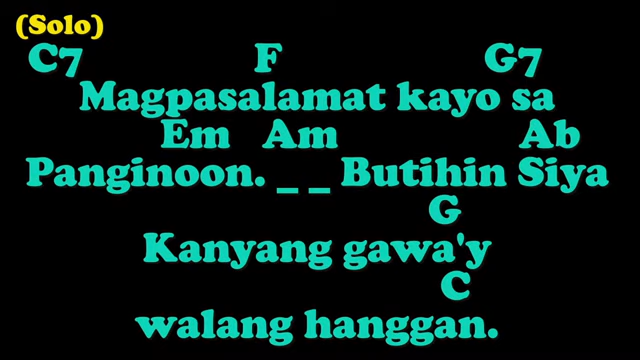 (Solo)
C7 F G7
Magpasalamat kayo sa
Em Am Ab
Panginoon. _ _ Butihin Siya
G
Kanyang gawa'y
C
walang hanggan.